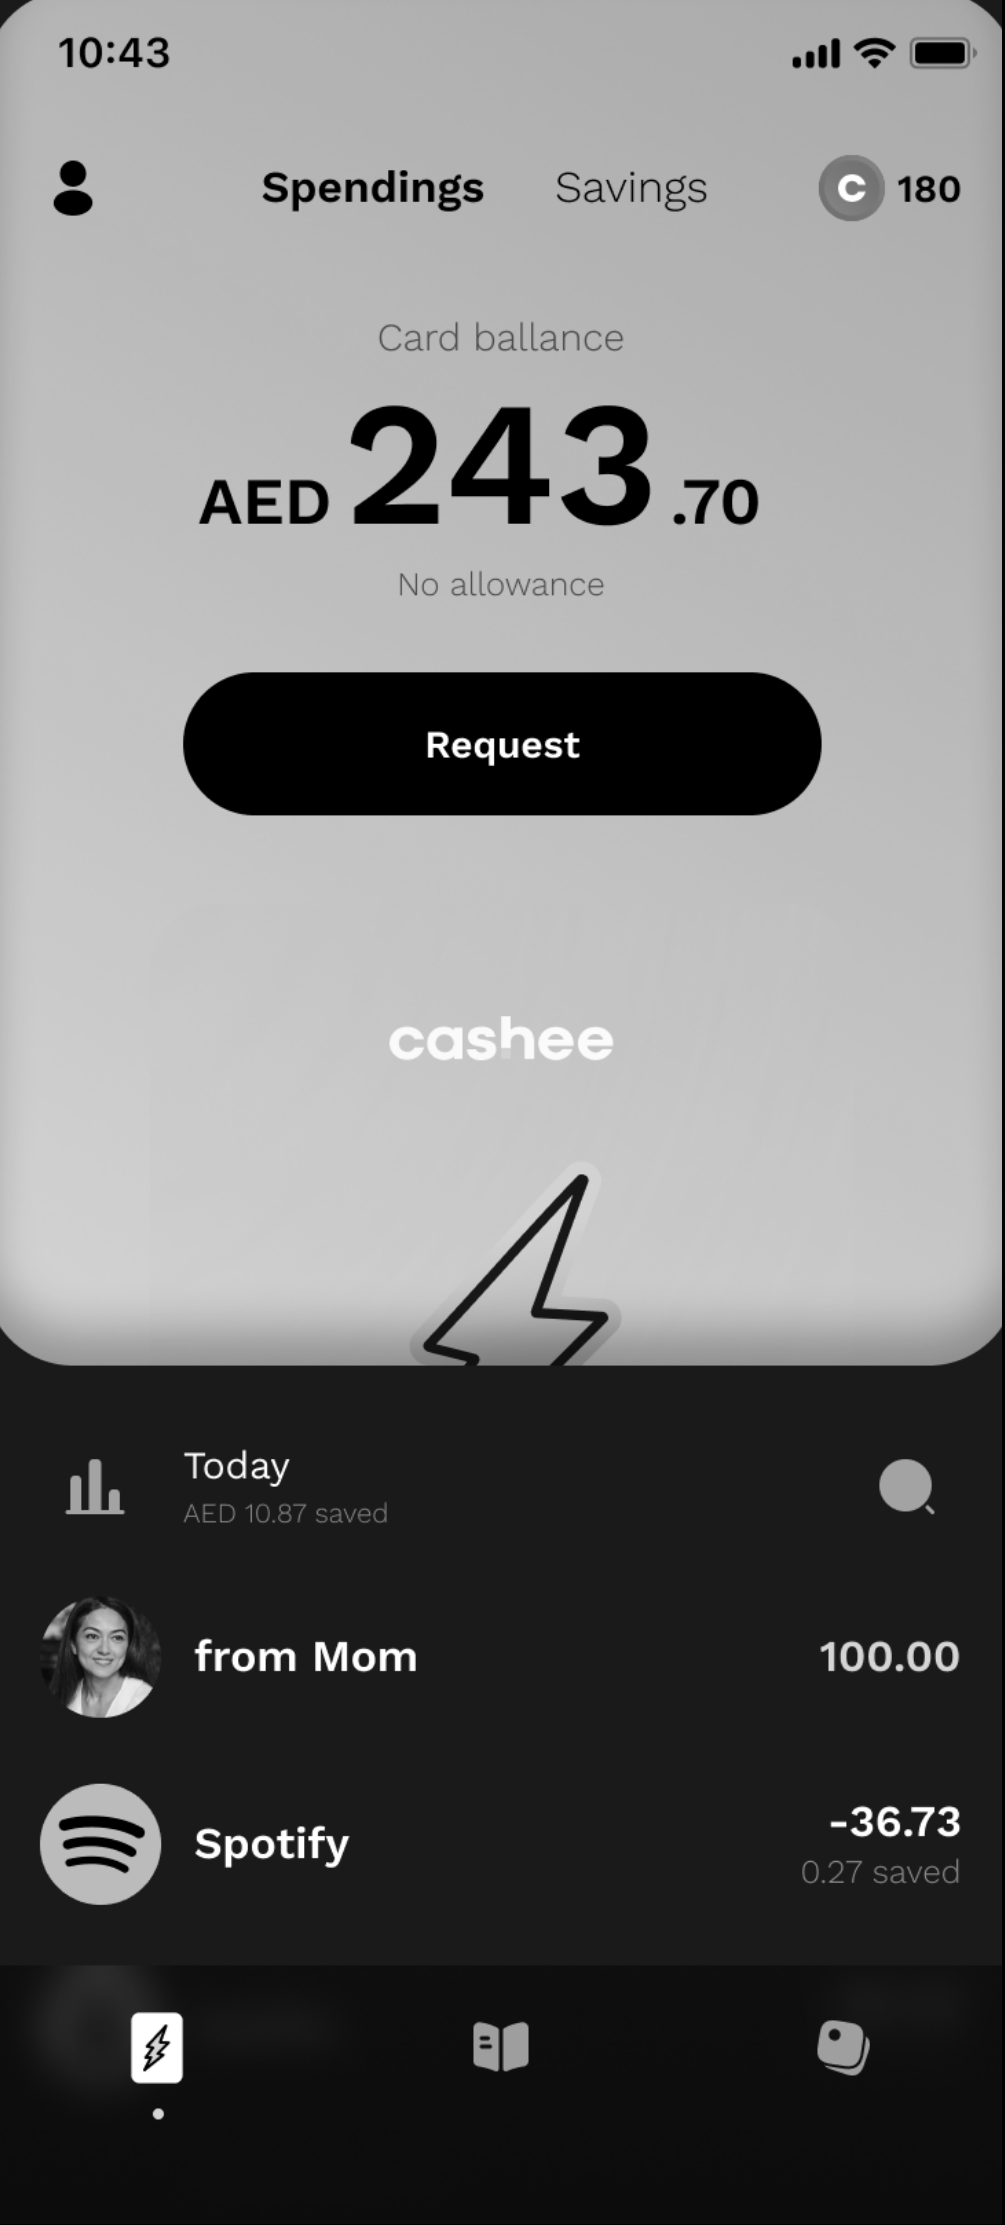 10:43
Spendings Savings C 180
Card ballance
AED 243.70
No allowance
Request
cashee
Today
AED 10.87 saved
from Mom 100.00
Spotify -36.73
0.27 saved